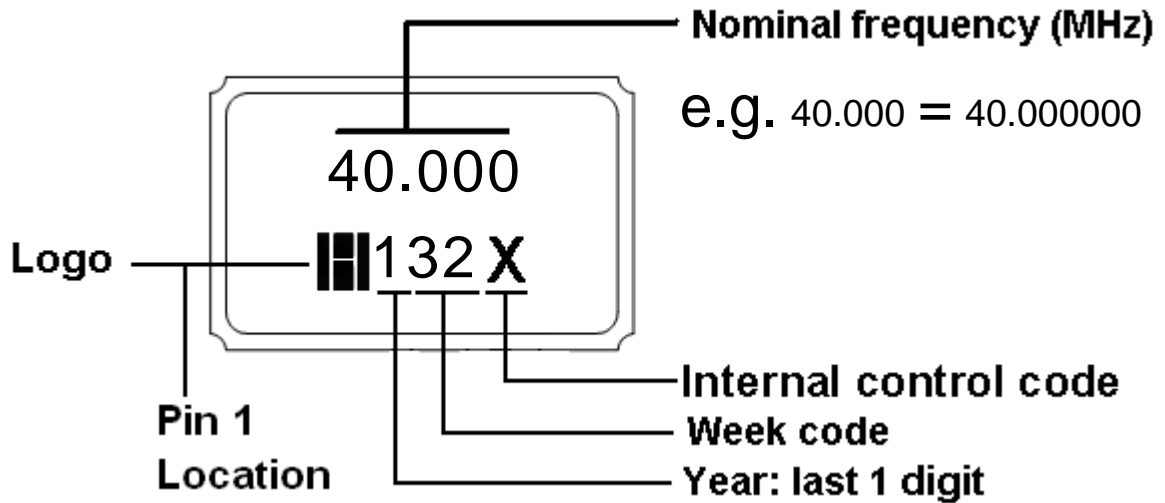 Nominal frequency (MHz)
e.g. 40.000 = 40.000000
40.000
Logo
132 X
Internal control code
Pin 1
Location
Week code
Year: last 1 digit